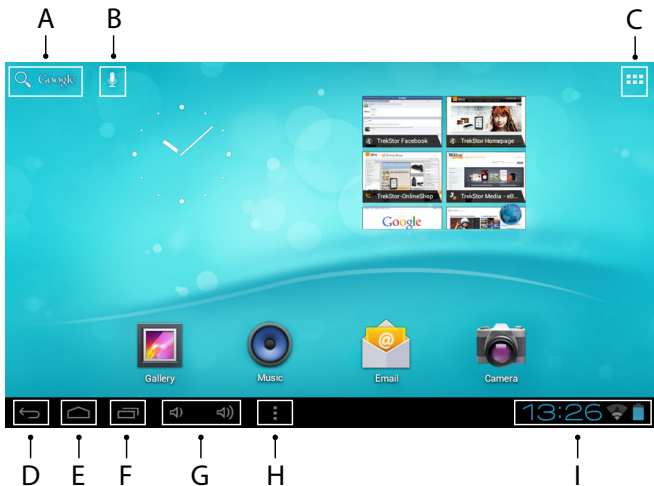 A B C
Google
TrekStor Facebook
TrekStor Homepage
TrekStor-OnlineShop
TrekStor Media - eB...
Google
Gallery
Music
Email
Camera
13:26
D E F G H I